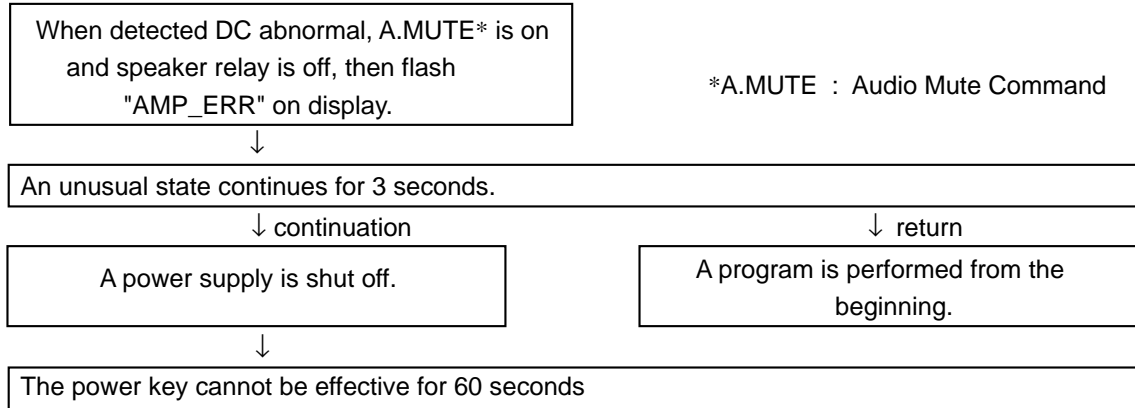 When detected DC abnormal, A.MUTE* is on
and speaker relay is off, then flash
"AMP_ERR" on display.
*A.MUTE : Audio Mute Command
↓
An unusual state continues for 3 seconds.
↓ continuation
↓ return
A power supply is shut off.
A program is performed from the
beginning.
↓
The power key cannot be effective for 60 seconds